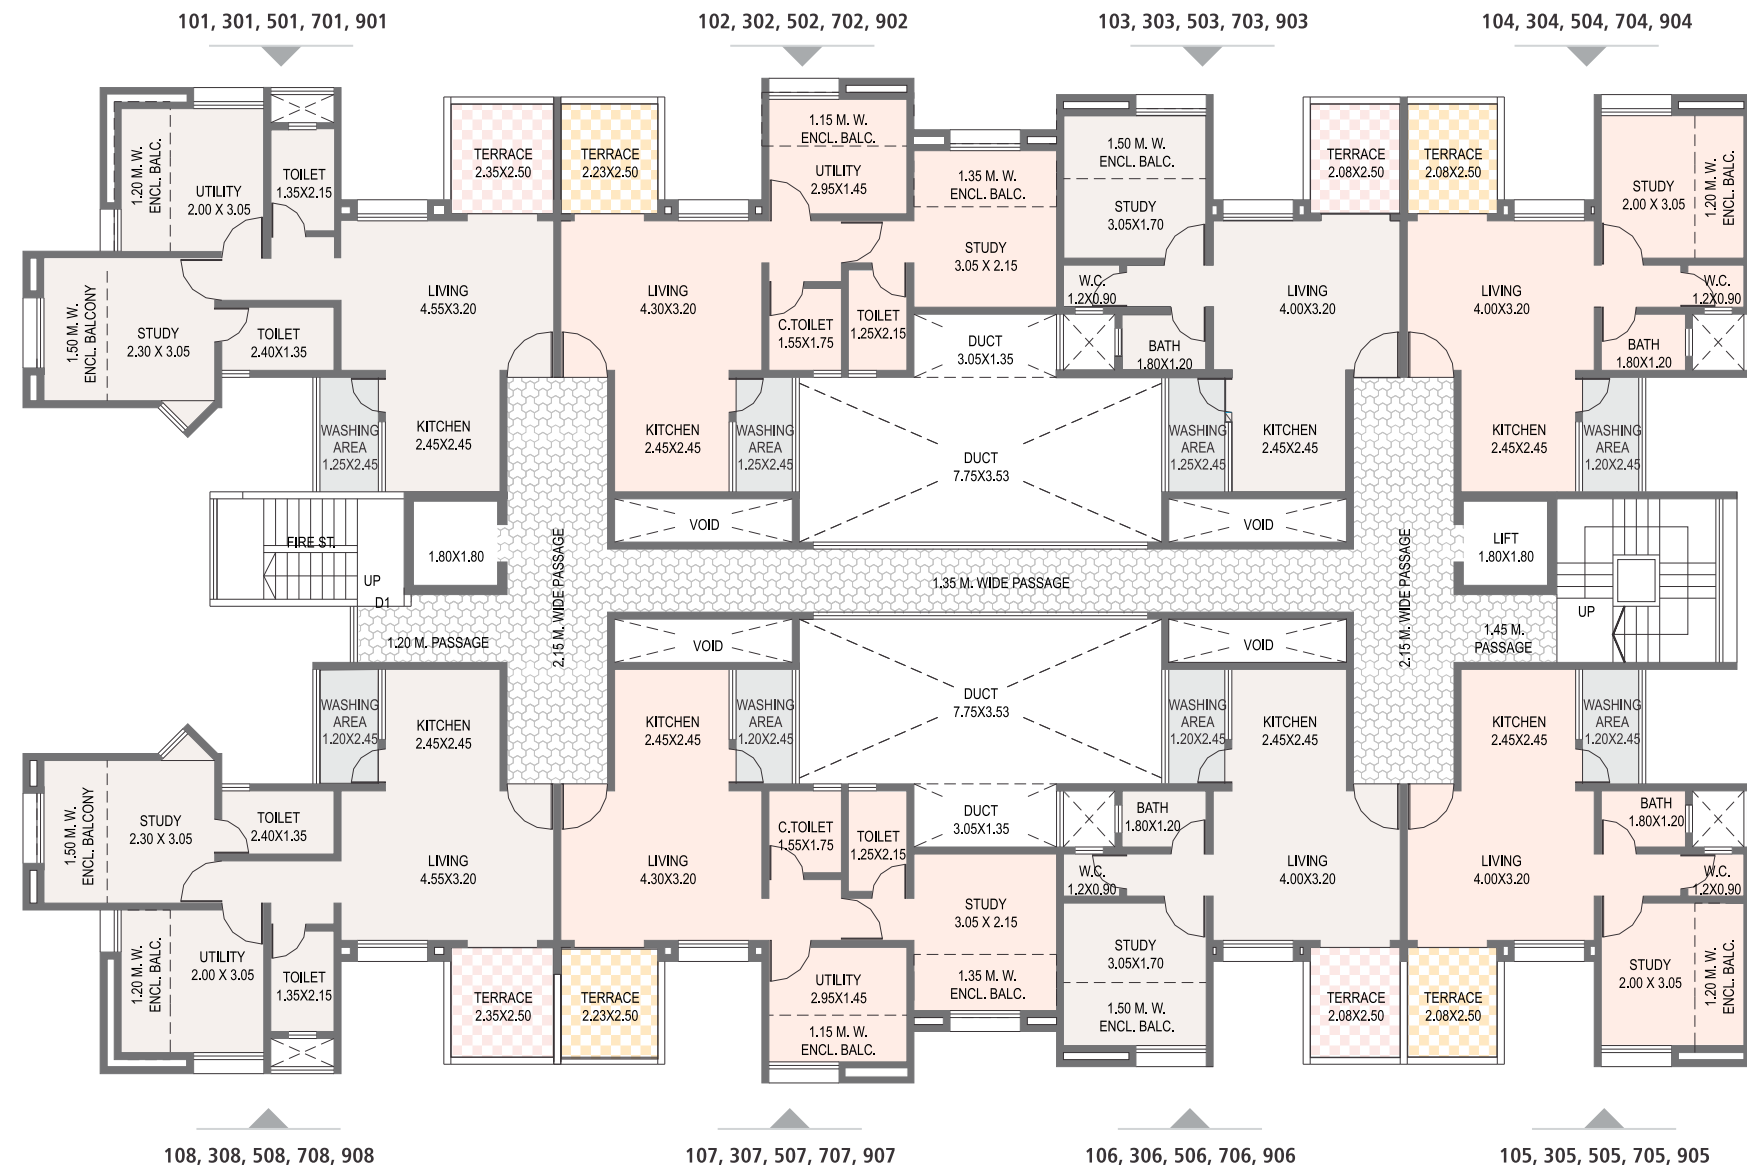 101, 301, 501, 701, 901
102, 302, 502, 702, 902
103, 303, 503, 703, 903
104, 304, 504, 704, 904
1.20 M. W.
ENCL. BALC.
UTILITY
2.00 X 3.05
TOILET
1.35X2.15
TERRACE
2.35X2.50
TERRACE
2.23X2.50
1.15 M. W.
ENCL. BALC.
UTILITY
2.95X1.45
1.35 M. W.
ENCL. BALC.
STUDY
3.05 X 2.15
1.50 M. W.
ENCL. BALC.
STUDY
3.05X1.70
TERRACE
2.08X2.50
TERRACE
2.08X2.50
STUDY
2.00 X 3.05
1.20 M. W.
ENCL. BALC.
1.50 M. W.
ENCL. BALCONY
STUDY
2.30 X 3.05
TOILET
2.40X1.35
LIVING
4.55X3.20
LIVING
4.30X3.20
C.TOILET
1.55X1.75
TOILET
1.25X2.15
DUCT
3.05X1.35
W.C.
1.2X0.90
BATH
1.80X1.20
LIVING
4.00X3.20
LIVING
4.00X3.20
W.C.
1.2X0.90
BATH
1.80X1.20
WASHING
AREA
1.25X2.45
KITCHEN
2.45X2.45
KITCHEN
2.45X2.45
WASHING
AREA
1.25X2.45
DUCT
7.75X3.53
WASHING
AREA
1.25X2.45
KITCHEN
2.45X2.45
KITCHEN
2.45X2.45
WASHING
AREA
1.20X2.45
FIRE ST.
UP
D1
1.80X1.80
2.15 M. WIDE PASSAGE
VOID
VOID
1.35 M. WIDE PASSAGE
2.15 M. WIDE PASSAGE
LIFT
1.80X1.80
UP
1.20 M. PASSAGE
VOID
VOID
1.45 M.
PASSAGE
WASHING
AREA
1.20X2.45
KITCHEN
2.45X2.45
KITCHEN
2.45X2.45
WASHING
AREA
1.20X2.45
DUCT
7.75X3.53
WASHING
AREA
1.20X2.45
KITCHEN
2.45X2.45
KITCHEN
2.45X2.45
WASHING
AREA
1.20X2.45
1.50 M. W.
ENCL. BALCONY
STUDY
2.30 X 3.05
TOILET
2.40X1.35
LIVING
4.55X3.20
LIVING
4.30X3.20
C.TOILET
1.55X1.75
TOILET
1.25X2.15
DUCT
3.05X1.35
BATH
1.80X1.20
W.C.
1.2X0.90
LIVING
4.00X3.20
LIVING
4.00X3.20
BATH
1.80X1.20
W.C.
1.2X0.90
1.20 M. W.
ENCL. BALC.
UTILITY
2.00 X 3.05
TOILET
1.35X2.15
TERRACE
2.35X2.50
TERRACE
2.23X2.50
UTILITY
2.95X1.45
1.15 M. W.
ENCL. BALC.
STUDY
3.05 X 2.15
1.35 M. W.
ENCL. BALC.
STUDY
3.05X1.70
1.50 M. W.
ENCL. BALC.
TERRACE
2.08X2.50
TERRACE
2.08X2.50
STUDY
2.00 X 3.05
1.20 M. W.
ENCL. BALC.
108, 308, 508, 708, 908
107, 307, 507, 707, 907
106, 306, 506, 706, 906
105, 305, 505, 705, 905